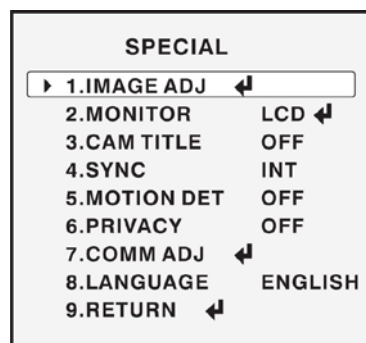 SPECIAL
1.IMAGE ADJ ↲
2.MONITOR LCD ↲
3.CAM TITLE OFF
4.SYNC INT
5.MOTION DET OFF
6.PRIVACY OFF
7.COMM ADJ ↲
8.LANGUAGE ENGLISH
9.RETURN ↲